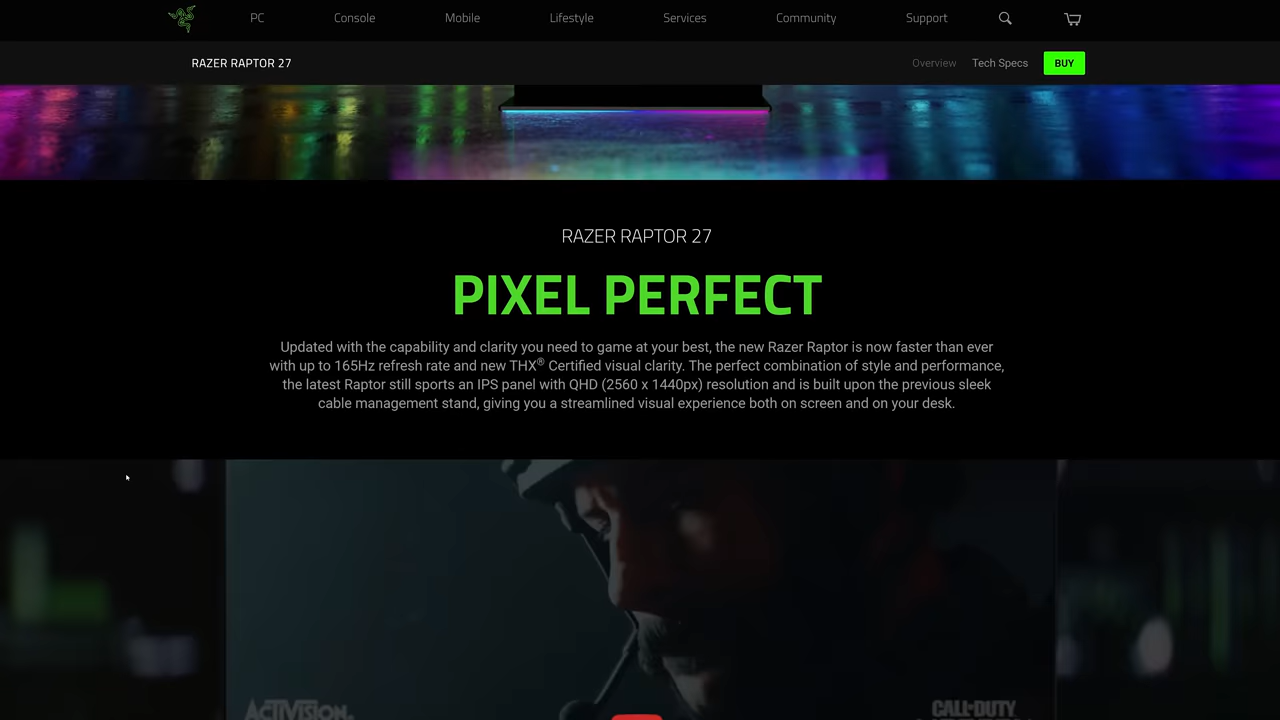 PC Console Mobile Lifestyle Services Community Support
RAZER RAPTOR 27 Overview Tech Specs BUY
RAZER RAPTOR 27
PIXEL PERFECT
Updated with the capability and clarity you need to game at your best, the new Razer Raptor is now faster than ever
with up to 165Hz refresh rate and new THX® Certified visual clarity. The perfect combination of style and performance,
the latest Raptor still sports an IPS panel with QHD (2560 x 1440px) resolution and is built upon the previous sleek
cable management stand, giving you a streamlined visual experience both on screen and on your desk.
ACTIVISION. CALL OF DUTY